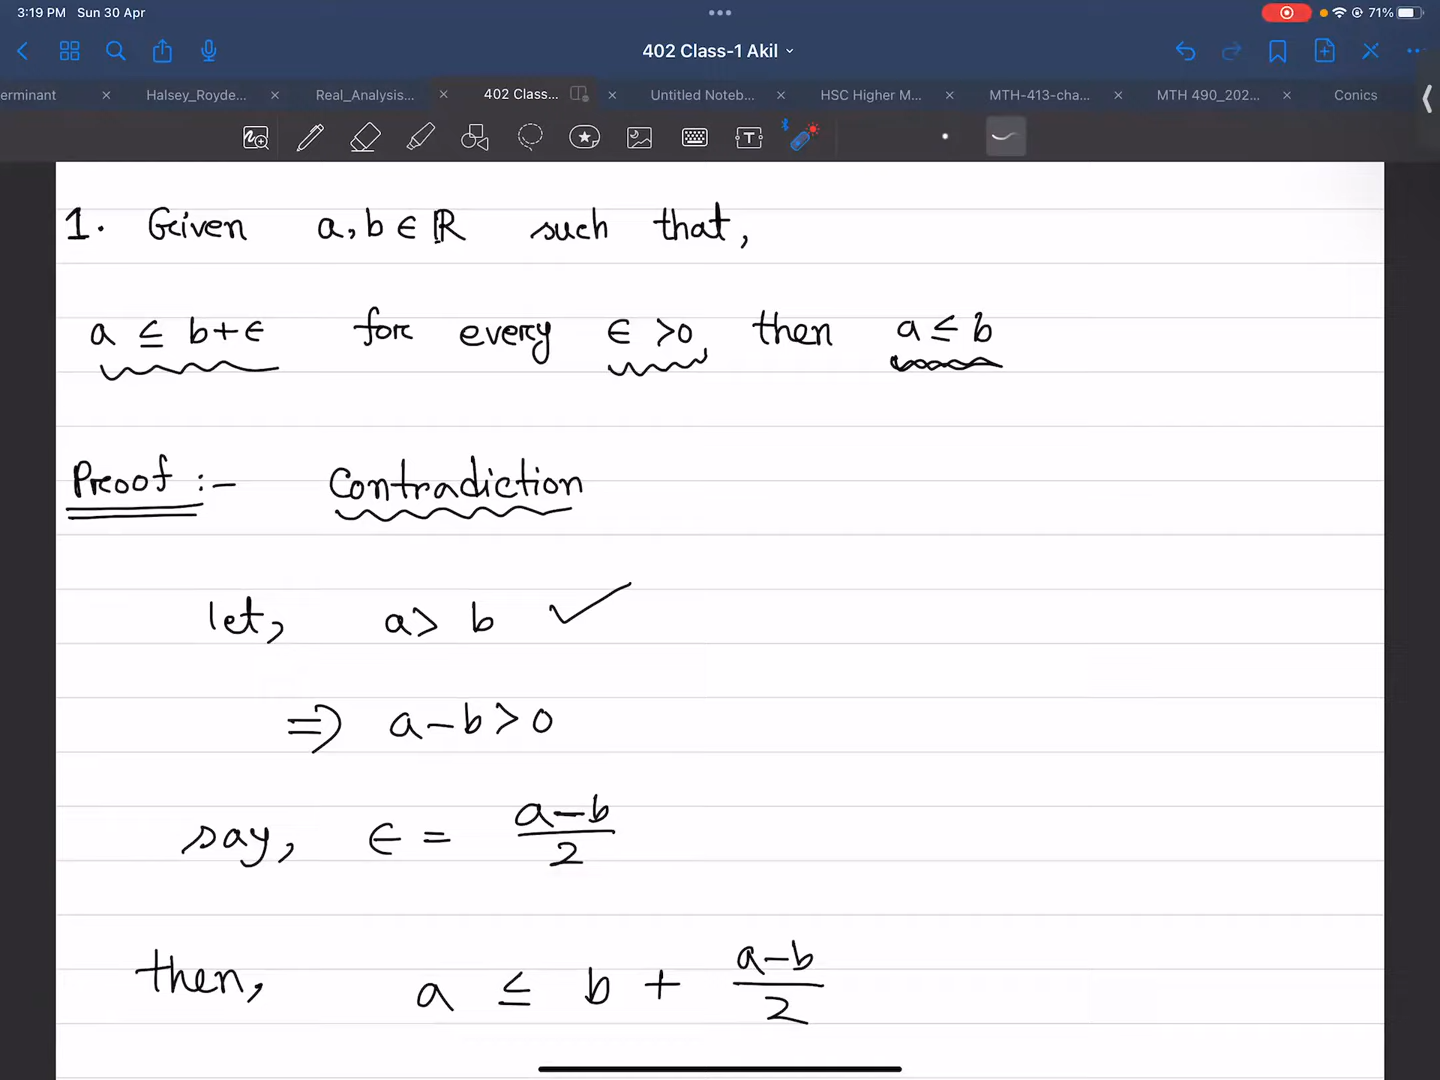 3:19 PM Sun 30 Apr
71%
402 Class-1 Akil
erminant
Halsey_Royde...
Real_Analysis...
402 Class...
Untitled Noteb...
HSC Higher M...
MTH-413-cha...
MTH 490_202...
Conics
1. Given a, b ∈ ℝ such that,
a ≤ b+∈ for every ∈ >0, then a ≤ b
Proof :- Contradiction
let, a > b ✓
⇒ a – b > 0
say, ∈ = a–b/2
then, a ≤ b + a–b/2